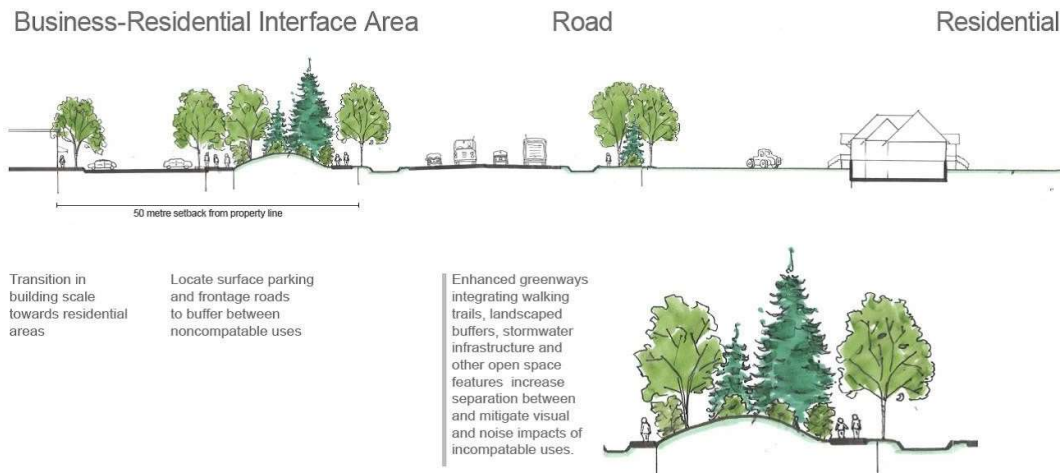 Business-Residential Interface Area
Road
Residential
50 metre setback from property line
Transition in
building scale
towards residential
areas
Locate surface parking
and frontage roads
to buffer between
noncompatable uses
Enhanced greenways
integrating walking
trails, landscaped
buffers, stormwater
infrastructure and
other open space
features increase
separation between
and mitigate visual
and noise impacts of
incompatable uses.